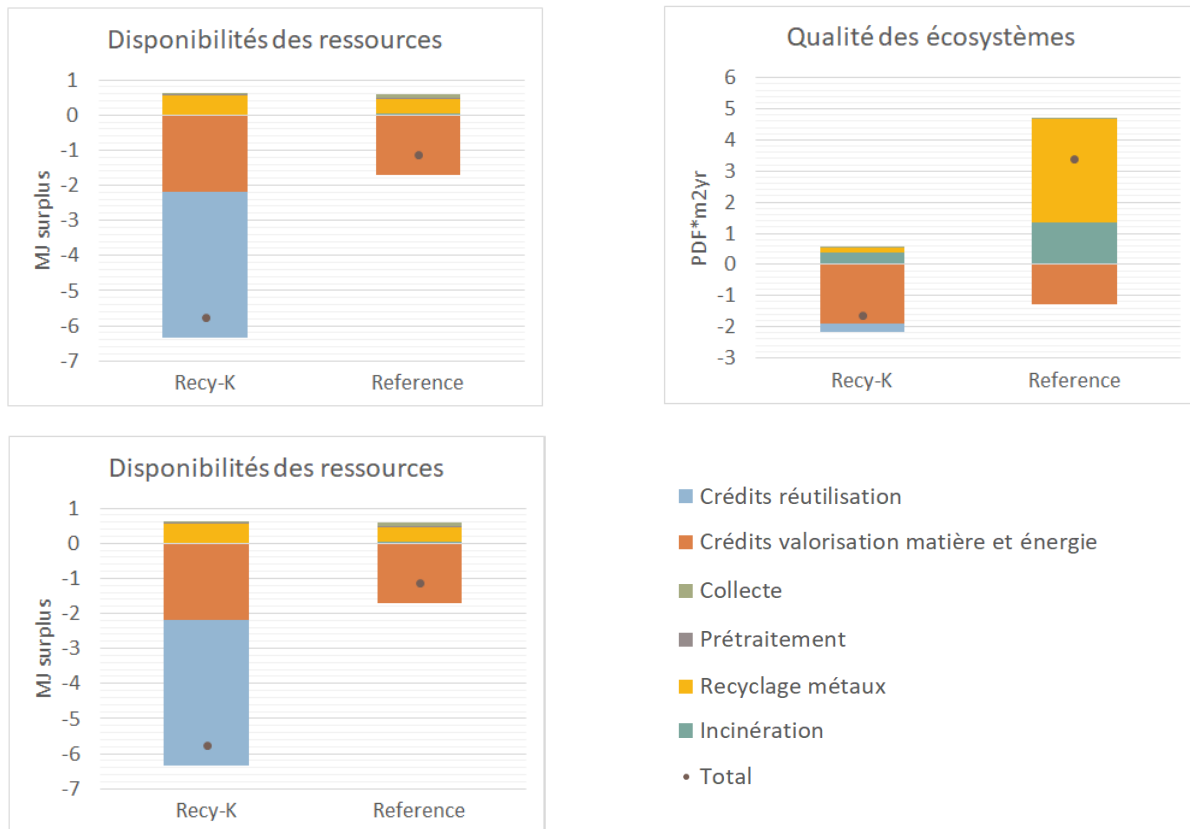 Disponibilités des ressources
MJ surplus
1
0
-1
-2
-3
-4
-5
-6
-7
Recy-K
Reference
Qualité des écosystèmes
PDF*m2yr
6
5
4
3
2
1
0
-1
-2
-3
Recy-K
Reference
Disponibilités des ressources
MJ surplus
1
0
-1
-2
-3
-4
-5
-6
-7
Recy-K
Reference
Crédits réutilisation
Crédits valorisation matière et énergie
Collecte
Prétraitement
Recyclage métaux
Incinération
Total